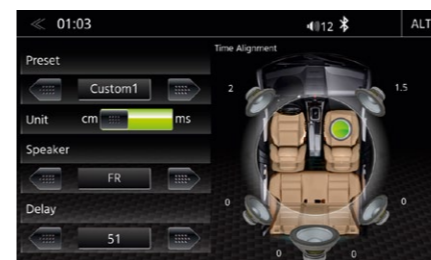 01:03
12
ALT
Preset
Time Alignment
Custom1
2
1.5
Unit
cm
ms
Speaker
FR
0
0
Delay
51
0
0